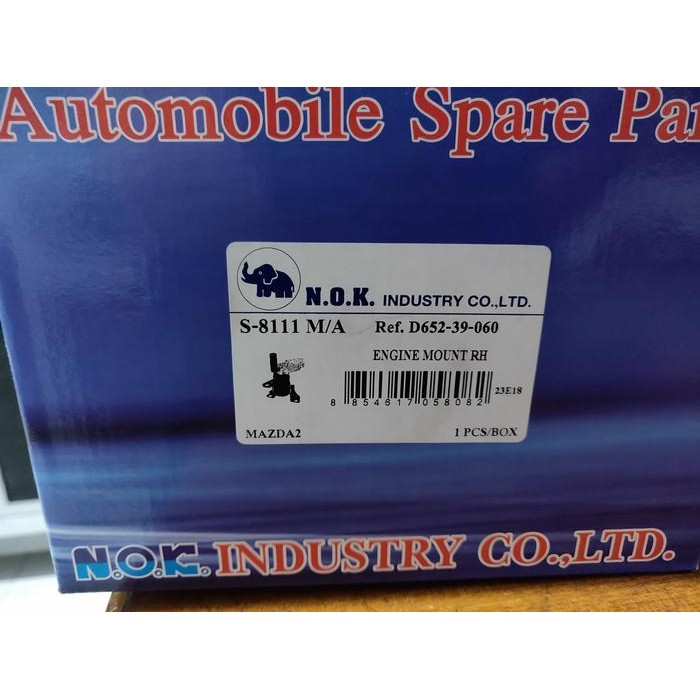 Automobile Spare Par
N.O.K. INDUSTRY CO.,LTD.
S-8111 M/A Ref. D652-39-060
ENGINE MOUNT RH
8 854617 058082 23E18
MAZDA2 1 PCS/BOX
N.O.K. INDUSTRY CO.,LTD.